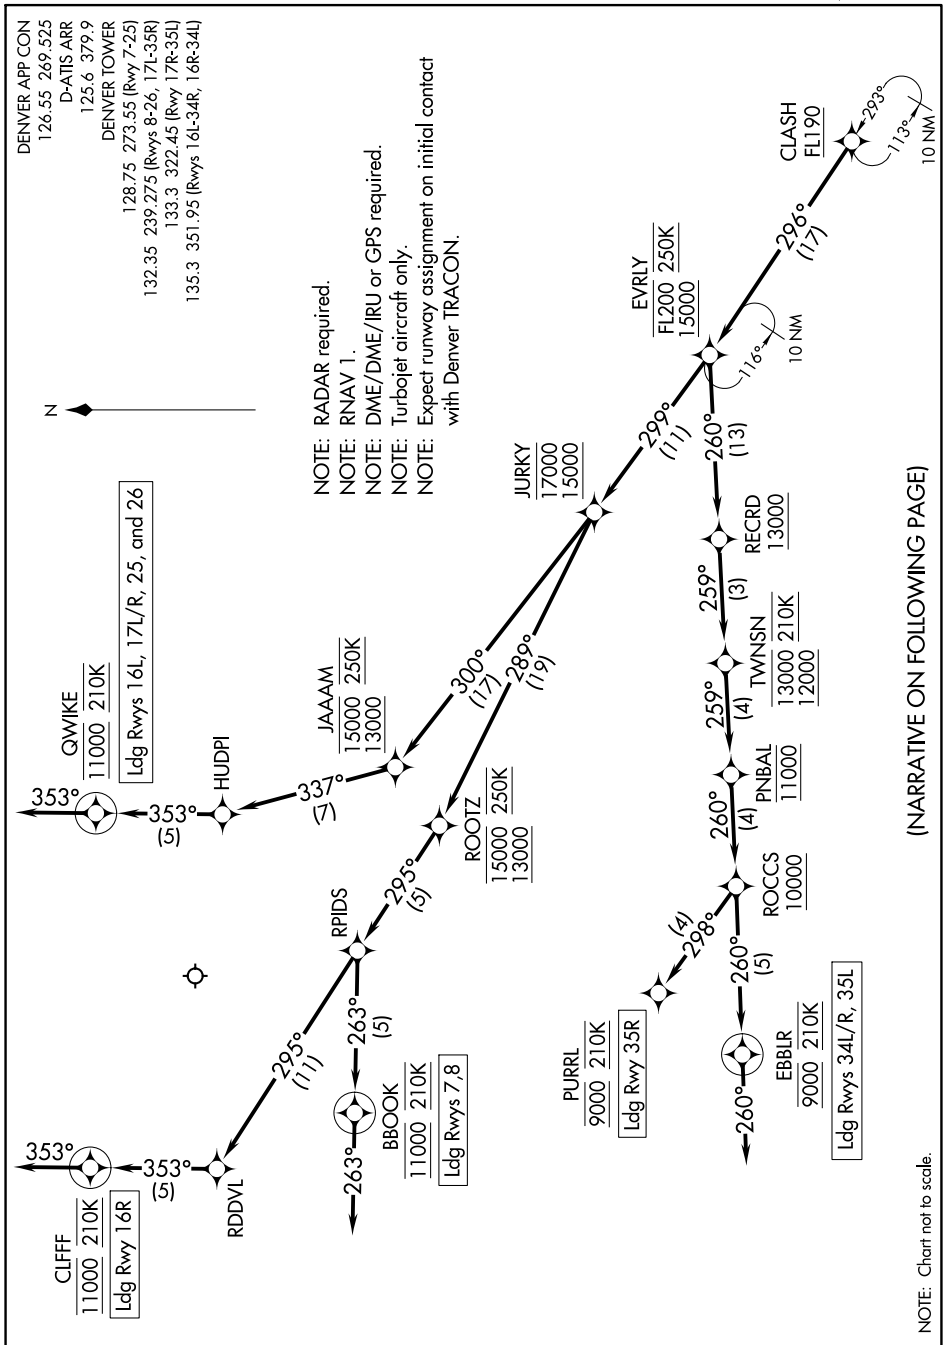 DENVER APP CON
126.55 269.525
D-ATIS ARR
125.6 379.9
DENVER TOWER
128.75 273.55 (Rwy 7-25)
132.35 239.275 (Rwys 8-26, 17L-35R)
133.3 322.45 (Rwy 17R-35L)
135.3 351.95 (Rwys 16L-34R, 16R-34L)
N
NOTE: RADAR required.
NOTE: RNAV 1.
NOTE: DME/DME/IRU or GPS required.
NOTE: Turbojet aircraft only.
NOTE: Expect runway assignment on initial contact
with Denver TRACON.
CLASH
FL190
293°
113°
10 NM
296°
(17)
EVRLY
FL200 250K
15000
116°
10 NM
299°
(11)
JURKY
17000
15000
300°
(17)
289°
(19)
JAAAM
15000 250K
13000
337°
(7)
HUDPI
353°
(5)
QWIKE
11000 210K
Ldg Rwys 16L, 17L/R, 25, and 26
353°
ROOTZ
15000 250K
13000
295°
(5)
RPIDS
295°
(11)
263°
(5)
BBOOK
11000 210K
Ldg Rwys 7,8
263°
RDDVL
353°
(5)
CLFFF
11000 210K
Ldg Rwy 16R
353°
260°
(13)
RECRD
13000
259°
(3)
TWNSN
13000 210K
12000
259°
(4)
PNBAL
11000
260°
(4)
ROCCS
10000
298°
(4)
PURRL
9000 210K
Ldg Rwy 35R
260°
(5)
EBBLR
9000 210K
Ldg Rwys 34L/R, 35L
260°
(NARRATIVE ON FOLLOWING PAGE)
NOTE: Chart not to scale.